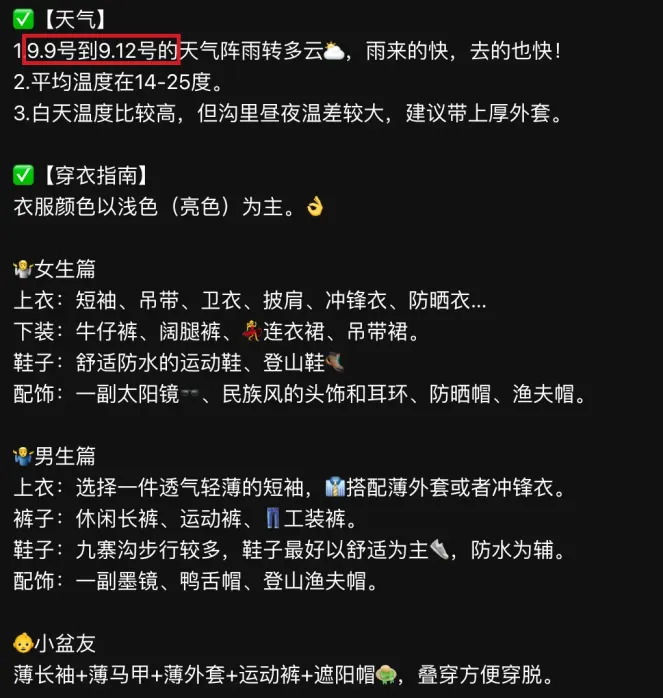 ✅【天气】
1.9.9号到9.12号的天气阵雨转多云🌥️，雨来的快，去的也快！
2.平均温度在14-25度。
3.白天温度比较高，但沟里昼夜温差较大，建议带上厚外套。
✅【穿衣指南】
衣服颜色以浅色（亮色）为主。👌
🤷女生篇
上衣：短袖、吊带、卫衣、披肩、冲锋衣、防晒衣...
下装：牛仔裤、阔腿裤、💃连衣裙、吊带裙。
鞋子：舒适防水的运动鞋、登山鞋🥾
配饰：一副太阳镜🕶️、民族风的头饰和耳环、防晒帽、渔夫帽。
🤷‍♂️男生篇
上衣：选择一件透气轻薄的短袖，👔搭配薄外套或者冲锋衣。
裤子：休闲长裤、运动裤、👖工装裤。
鞋子：九寨沟步行较多，鞋子最好以舒适为主👟，防水为辅。
配饰：一副墨镜、鸭舌帽、登山渔夫帽。
👶小盆友
薄长袖+薄马甲+薄外套+运动裤+遮阳帽👒，叠穿方便穿脱。